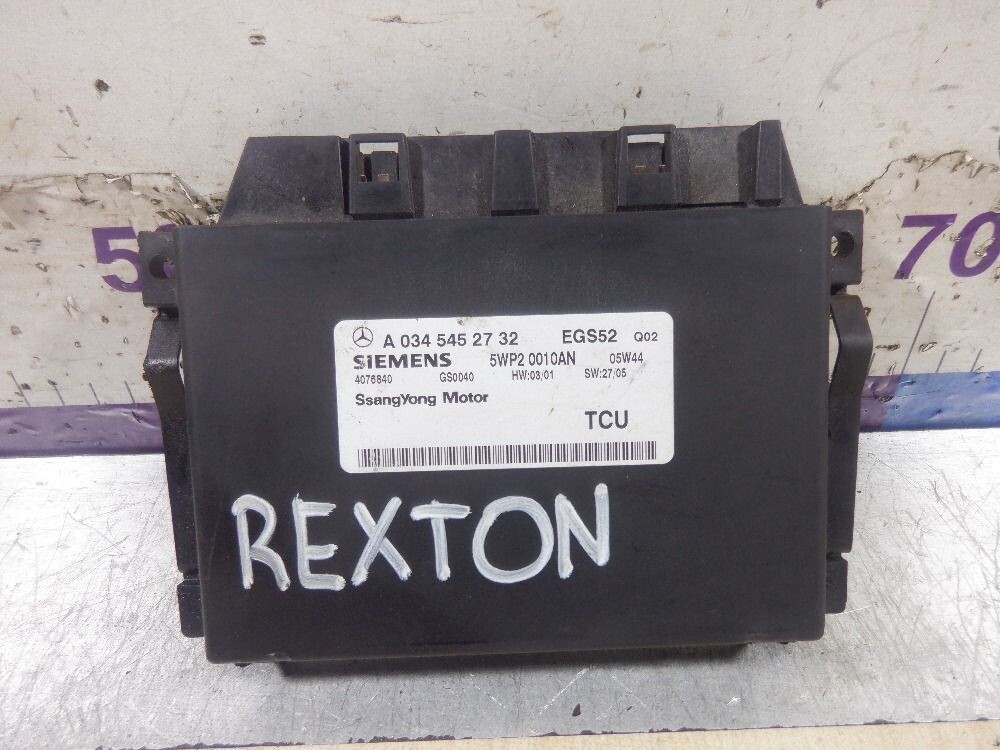 A 034 545 27 32 EGS52 Q02
SIEMENS 5WP2 0010AN 05W44
4076840 GS0040 HW:03/01 SW:27/05
SsangYong Motor
TCU
REXTON
70